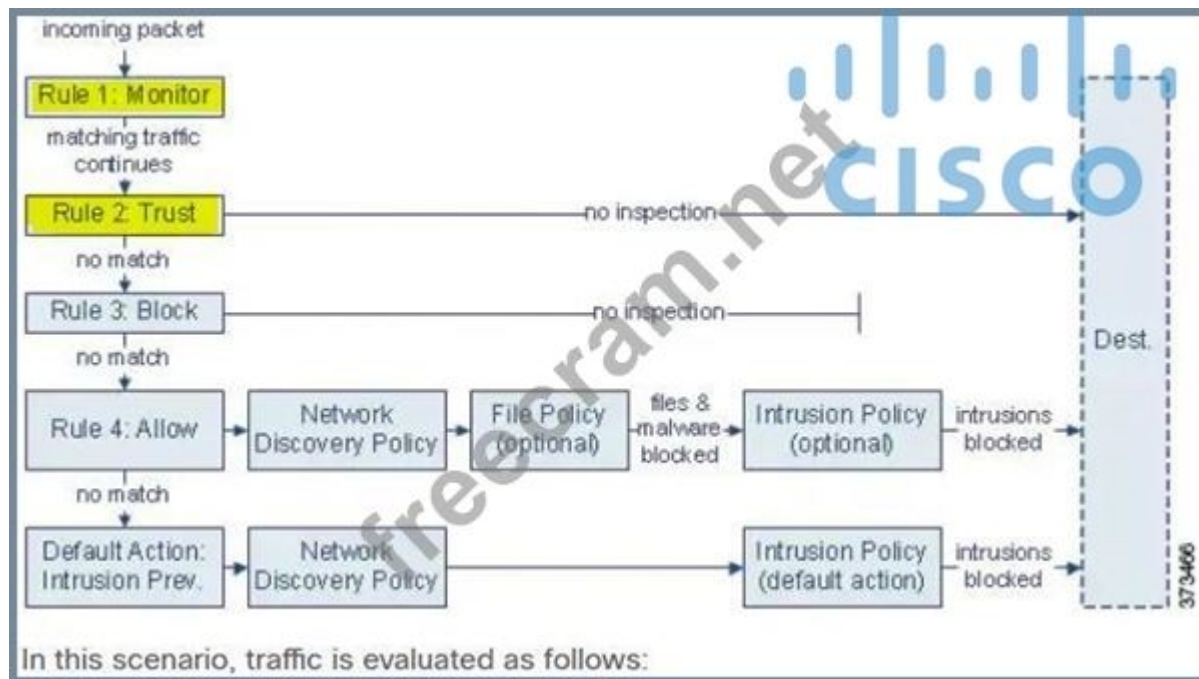 incoming packet
Rule 1: Monitor
matching traffic
continues
Rule 2: Trust
no inspection
no match
Rule 3: Block
no inspection
no match
Rule 4: Allow
Network
Discovery Policy
File Policy
(optional)
files &
malware
blocked
Intrusion Policy
(optional)
intrusions
blocked
no match
Default Action:
Intrusion Prev.
Network
Discovery Policy
Intrusion Policy
(default action)
intrusions
blocked
Dest.
CISCO
freecram.net
373466
In this scenario, traffic is evaluated as follows: